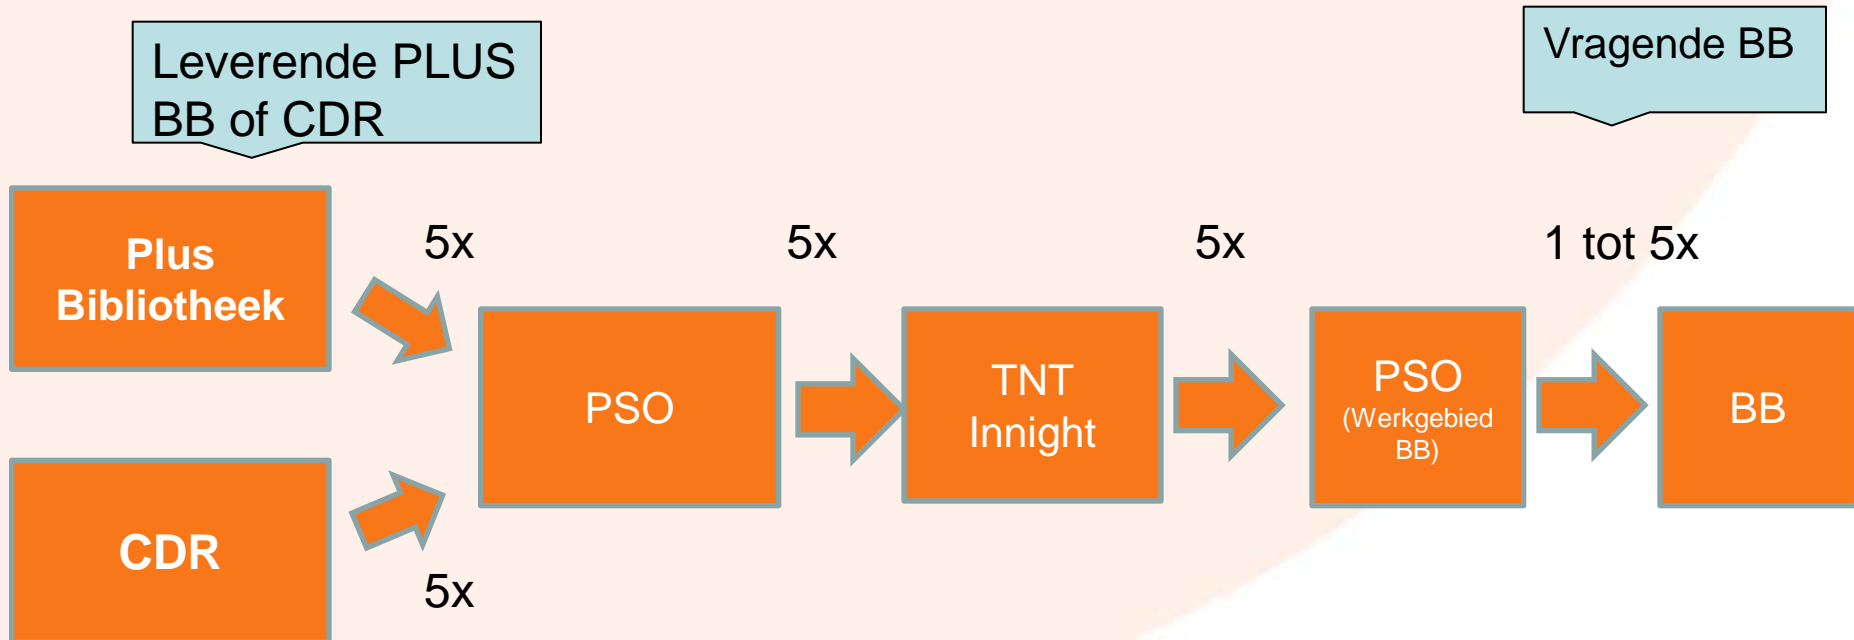 Leverende PLUS
BB of CDR
Vragende BB
Plus
Bibliotheek
5x
5x
5x
1 tot 5x
PSO
TNT
Innight
PSO
(Werkgebied
BB)
BB
CDR
5x